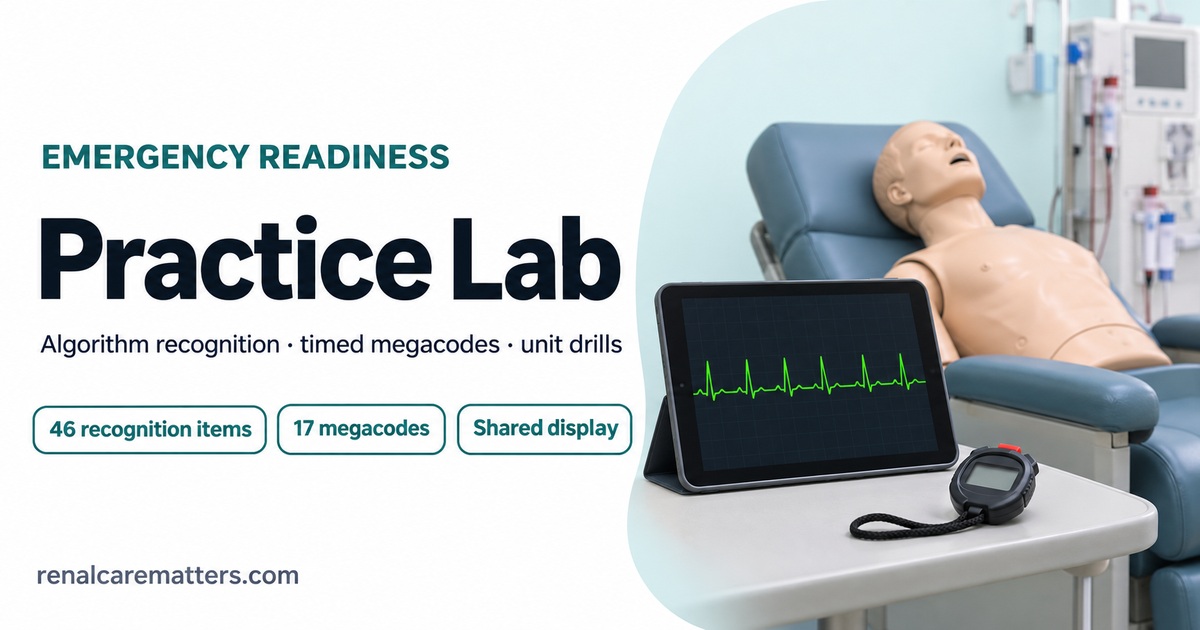 EMERGENCY READINESS
Practice Lab
Algorithm recognition · timed megacodes · unit drills
46 recognition items
17 megacodes
Shared display
renalcarematters.com